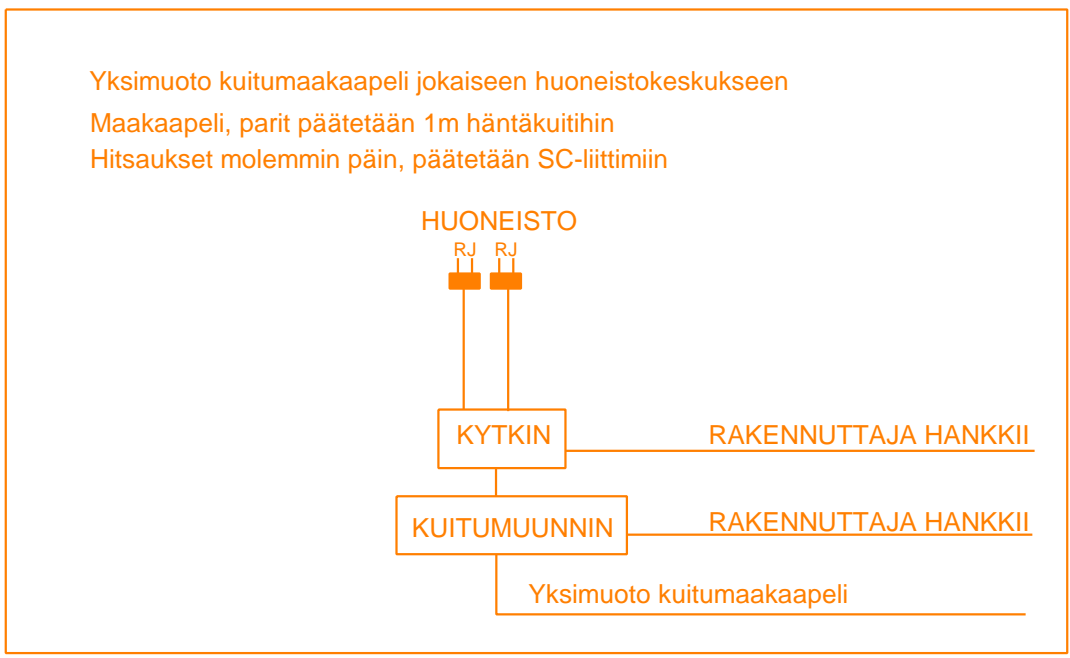 Yksimuoto kuitumaakaapeli jokaiseen huoneistokeskukseen
Maakaapeli, parit päätetään 1m häntäkuitihin
Hitsaukset molemmin päin, päätetään SC-liittimiin
HUONEISTO
RJ RJ
KYTKIN
RAKENNUTTAJA HANKKII
KUITUMUUNNIN
RAKENNUTTAJA HANKKII
Yksimuoto kuitumaakaapeli